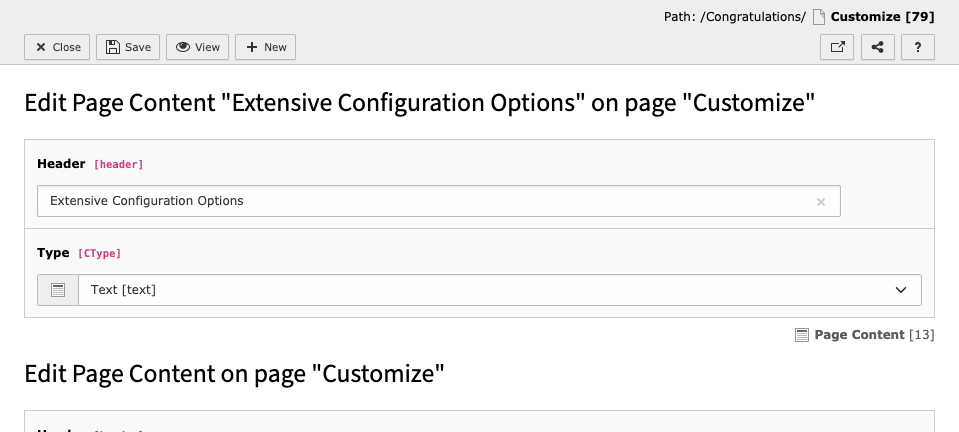 Path: /Congratulations/ Customize [79]
Close Save View New ?
Edit Page Content "Extensive Configuration Options" on page "Customize"
Header [header]
Extensive Configuration Options
Type [CType]
Text [text]
Page Content [13]
Edit Page Content on page "Customize"